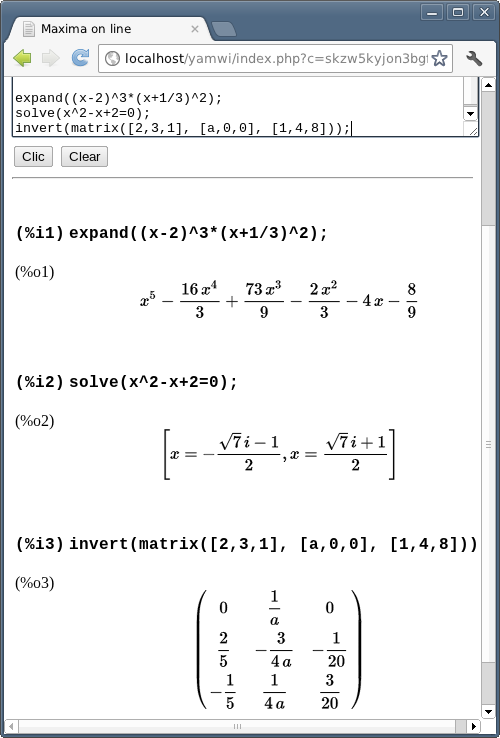 Maxima on line
localhost/yamwi/index.php?c=skzw5kyjon3bgt
expand((x-2)^3*(x+1/3)^2);
solve(x^2-x+2=0);
invert(matrix([2,3,1], [a,0,0], [1,4,8]));
Clic Clear
(%i1) expand((x-2)^3*(x+1/3)^2);
(%o1)
x^5 − 16 x^4/3 + 73 x^3/9 − 2 x^2/3 − 4 x − 8/9
(%i2) solve(x^2-x+2=0);
(%o2)
[x = −(√7 i − 1)/2, x = (√7 i + 1)/2]
(%i3) invert(matrix([2,3,1], [a,0,0], [1,4,8]))
(%o3)
0 1/a 0
2/5 −3/(4 a) −1/20
−1/5 1/(4 a) 3/20